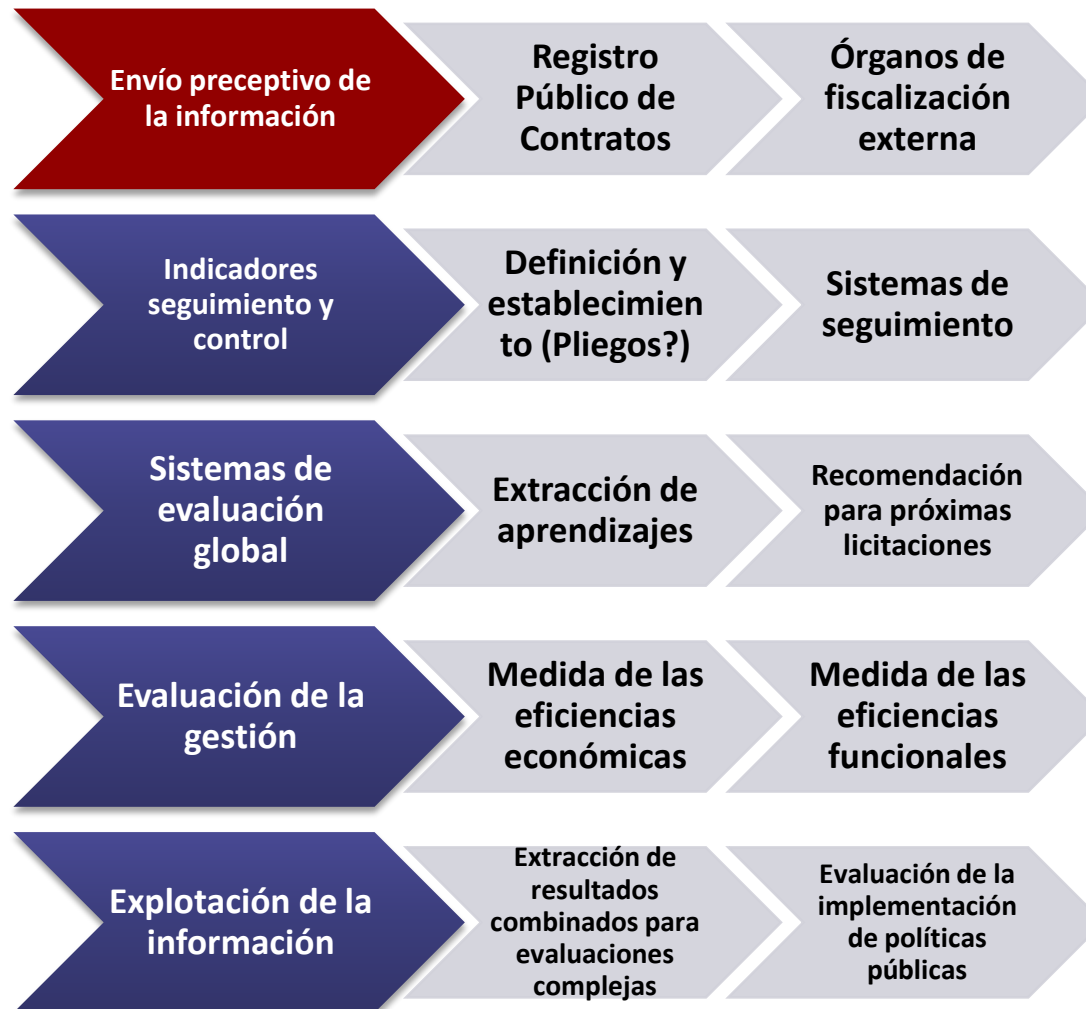 Envío preceptivo de
la información
Registro
Público de
Contratos
Órganos de
fiscalización
externa
Indicadores
seguimiento y
control
Definición y
establecimien
to (Pliegos?)
Sistemas de
seguimiento
Sistemas de
evaluación
global
Extracción de
aprendizajes
Recomendación
para próximas
licitaciones
Evaluación de la
gestión
Medida de las
eficiencias
económicas
Medida de las
eficiencias
funcionales
Explotación de la
información
Extracción de
resultados
combinados para
evaluaciones
complejas
Evaluación de la
implementación
de políticas
públicas